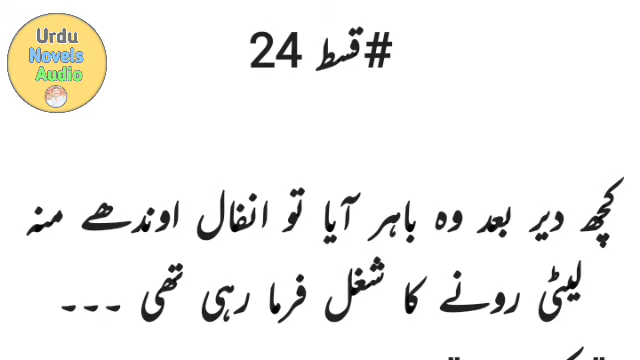 Urdu
Novels
Audio
#قسط 24
کچھ دیر بعد وہ باہر آیا تو انفال اوندھے منہ
لیٹی رونے کا شغل فرما رہی تھی ۔۔۔